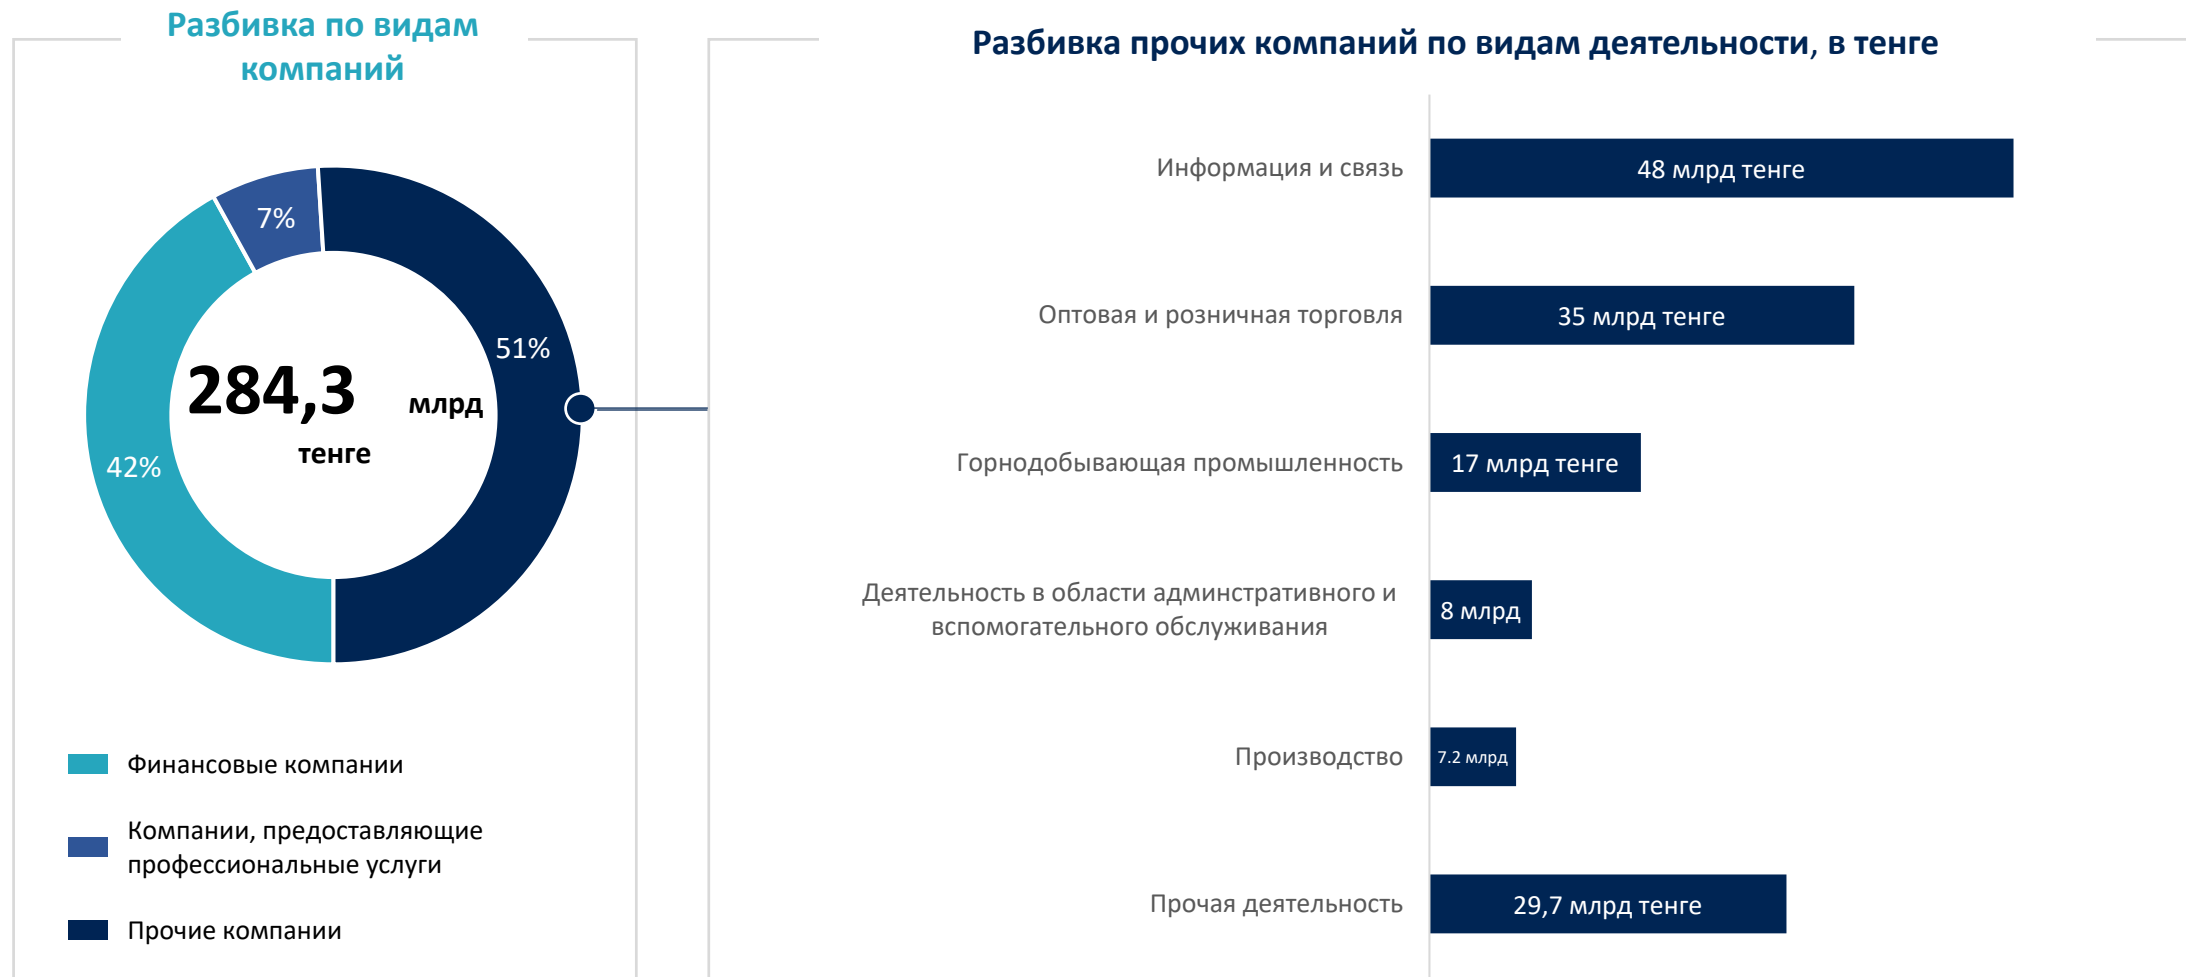 Разбивка по видам
компаний
7%
51%
42%
284,3 млрд
тенге
Финансовые компании
Компании, предоставляющие
профессиональные услуги
Прочие компании
Разбивка прочих компаний по видам деятельности, в тенге
Информация и связь
48 млрд тенге
Оптовая и розничная торговля
35 млрд тенге
Горнодобывающая промышленность
17 млрд тенге
Деятельность в области админстративного и
вспомогательного обслуживания
8 млрд
Производство
7.2 млрд
Прочая деятельность
29,7 млрд тенге